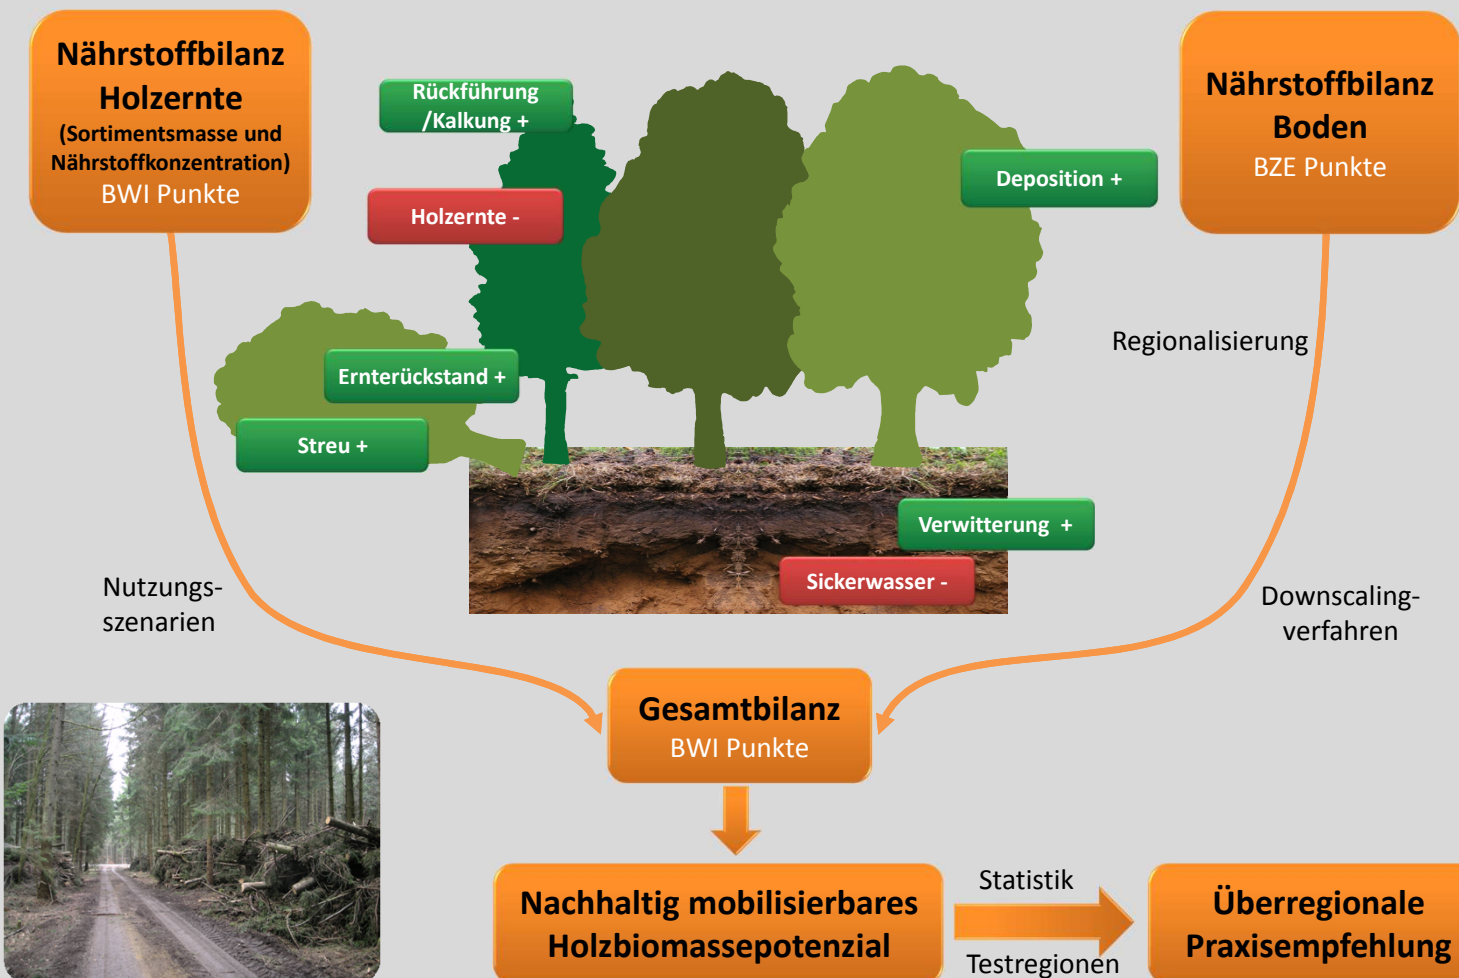 Nährstoffbilanz
Holzernte
(Sortimentsmasse und
Nährstoffkonzentration)
BWI Punkte
Rückführung
/Kalkung +
Holzernte -
Deposition +
Nährstoffbilanz
Boden
BZE Punkte
Ernterückstand +
Streu +
Regionalisierung
Verwitterung +
Sickerwasser -
Nutzungs-
szenarien
Downscaling-
verfahren
Gesamtbilanz
BWI Punkte
Nachhaltig mobilisierbares
Holzbiomassepotenzial
Statistik
Testregionen
Überregionale
Praxisempfehlung